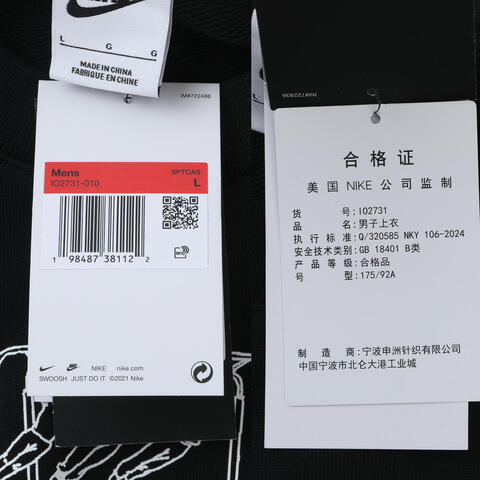 NIKE
L G G
MADE IN CHINA
FABRIQUE EN CHINE
IM#722486
Mens SPTCAS
IO2731-010 L
1 98487 38112 2
NIKE nike.com
SWOOSH JUST DO IT ©2021 Nike
IM#722936
合格证
美国 NIKE 公司监制
货号: IO2731
品名: 男子上衣
执行标准: Q/320585 NKY 106-2024
安全技术类别: GB 18401 B类
产品等级: 合格品
号型: 175/92A
制造商: 宁波申洲针织有限公司
中国宁波市北仑大港工业城